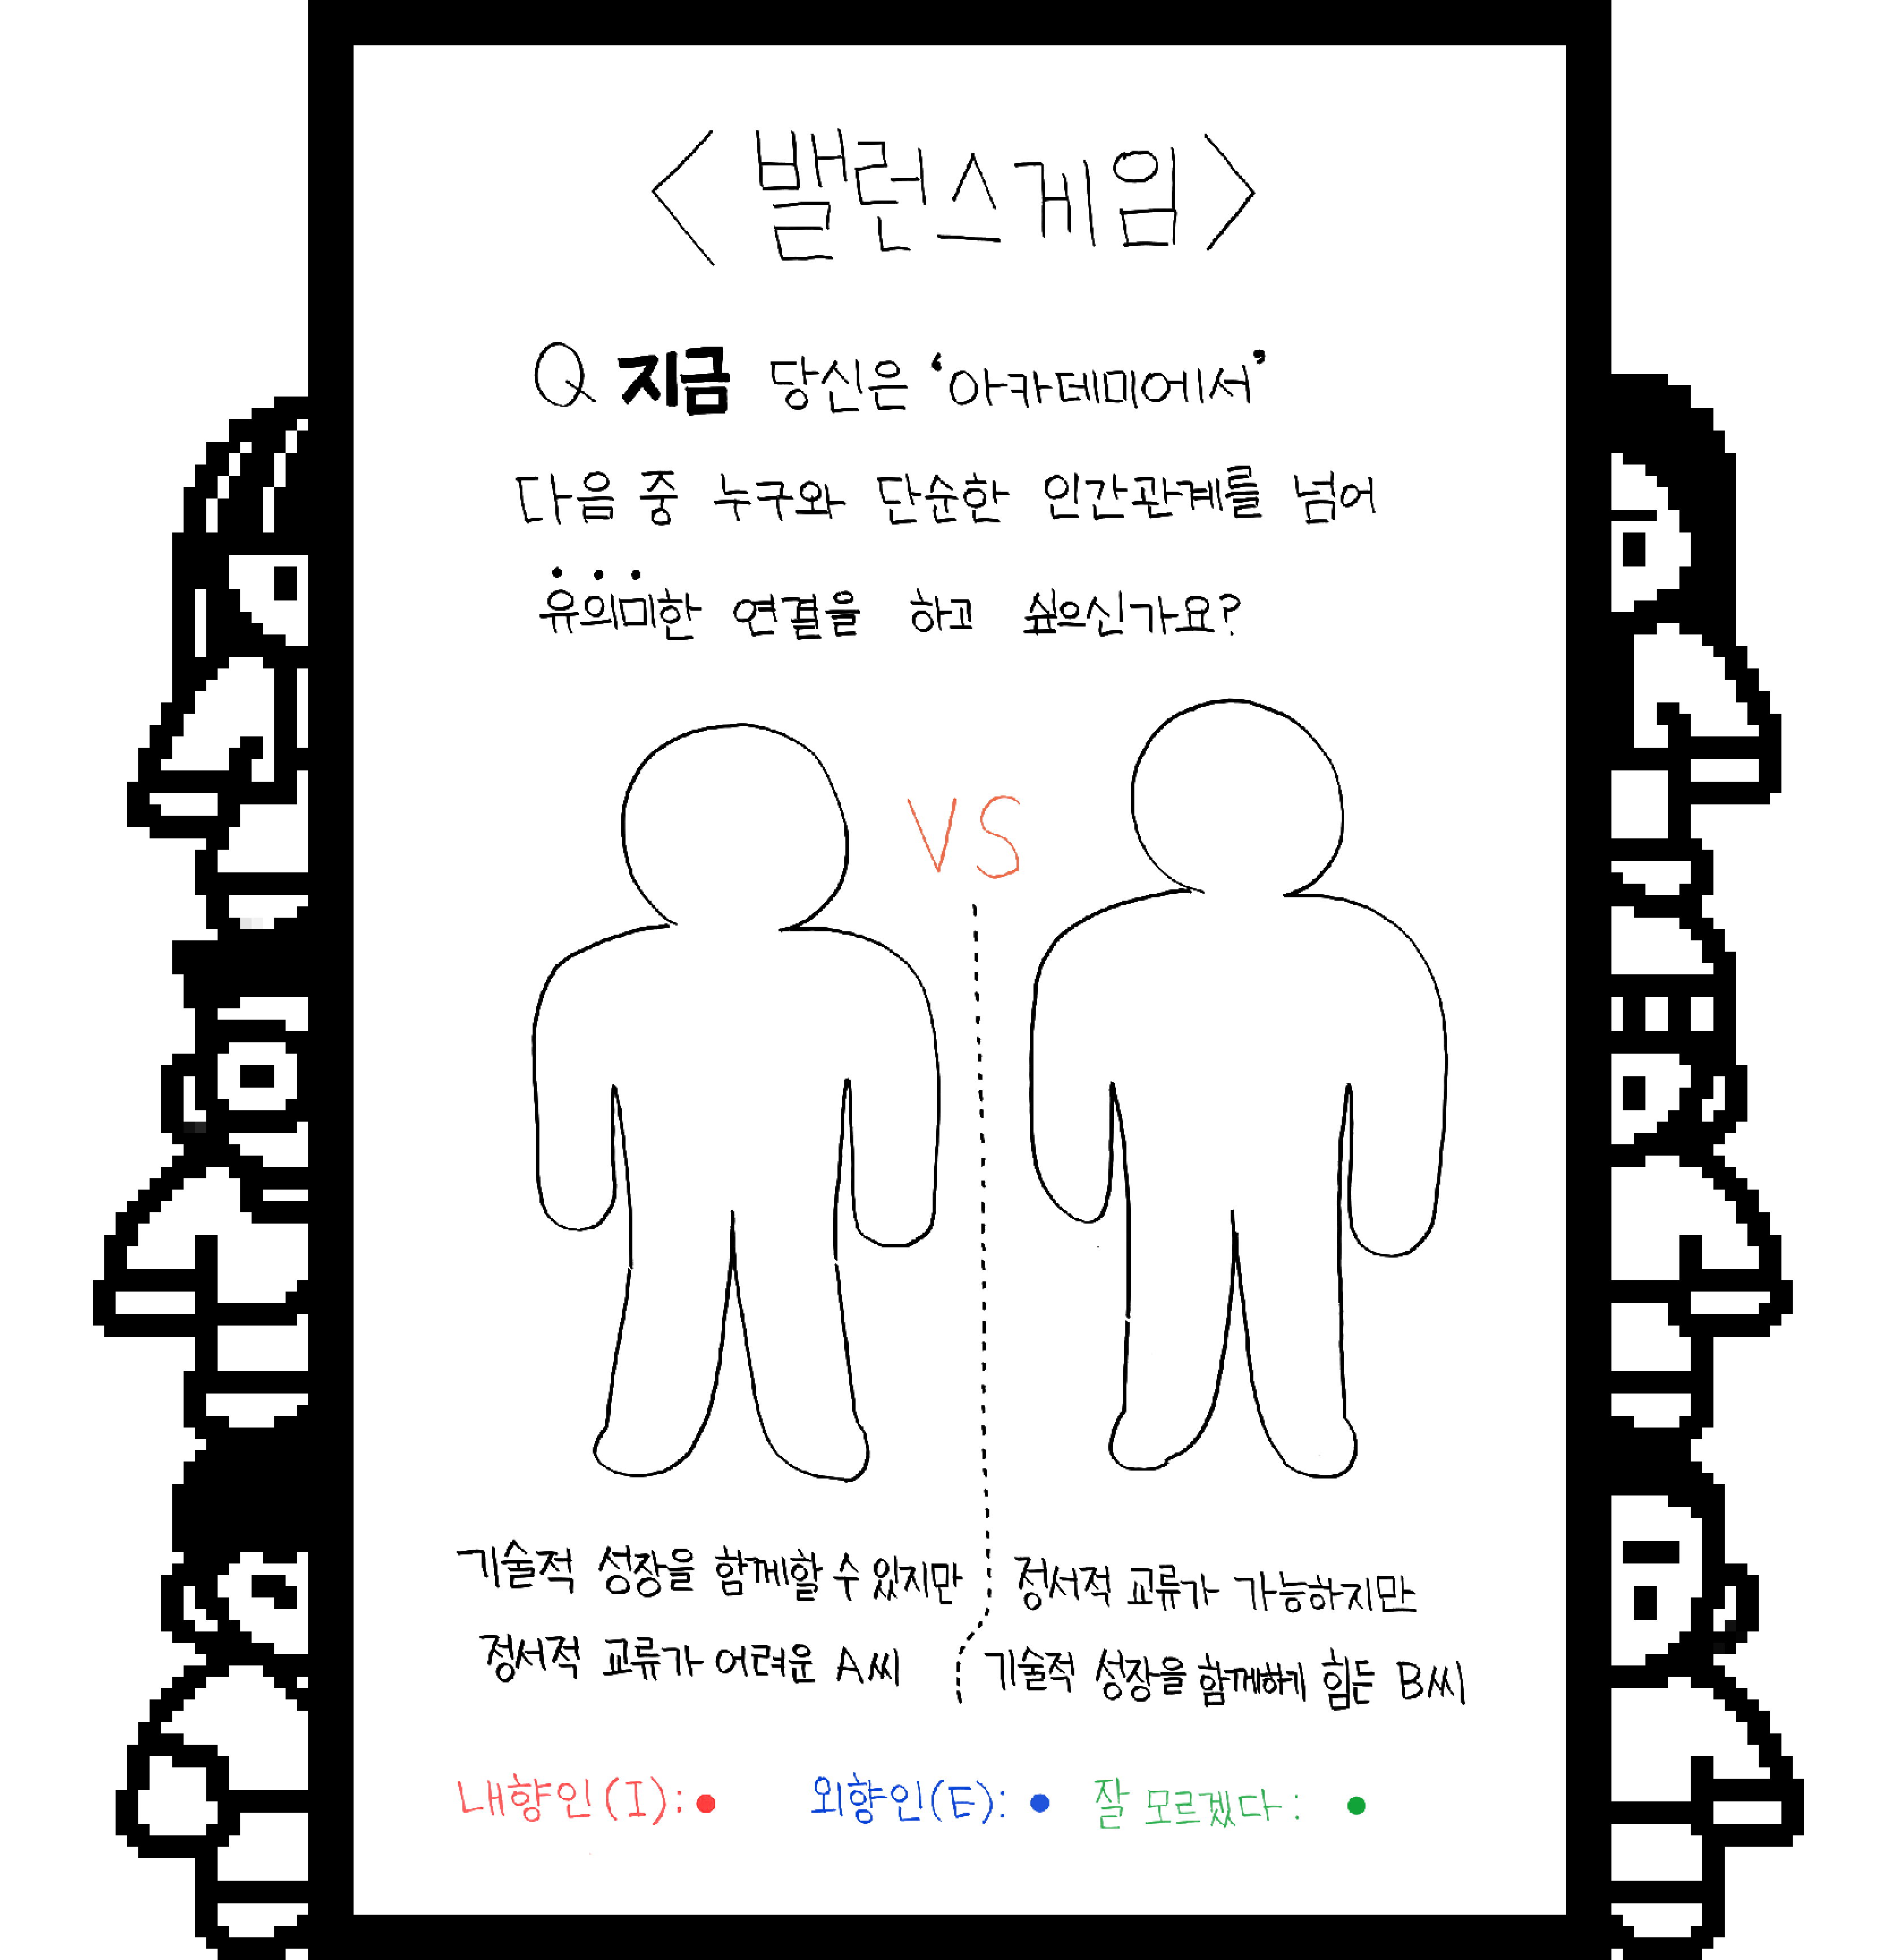 <밸런스게임>
Q 지금 당신은 '아카데미에서'
다음 중 누구와 단순한 인간관계를 넘어
유의미한 연결을 하고 싶으신가요?
VS
기술적 성장을 함께할 수 있지만
정서적 교류가 어려운 A씨
정서적 교류가 가능하지만
기술적 성장을 함께하기 힘든 B씨
내향인(I): 외향인(E): 잘 모르겠다: